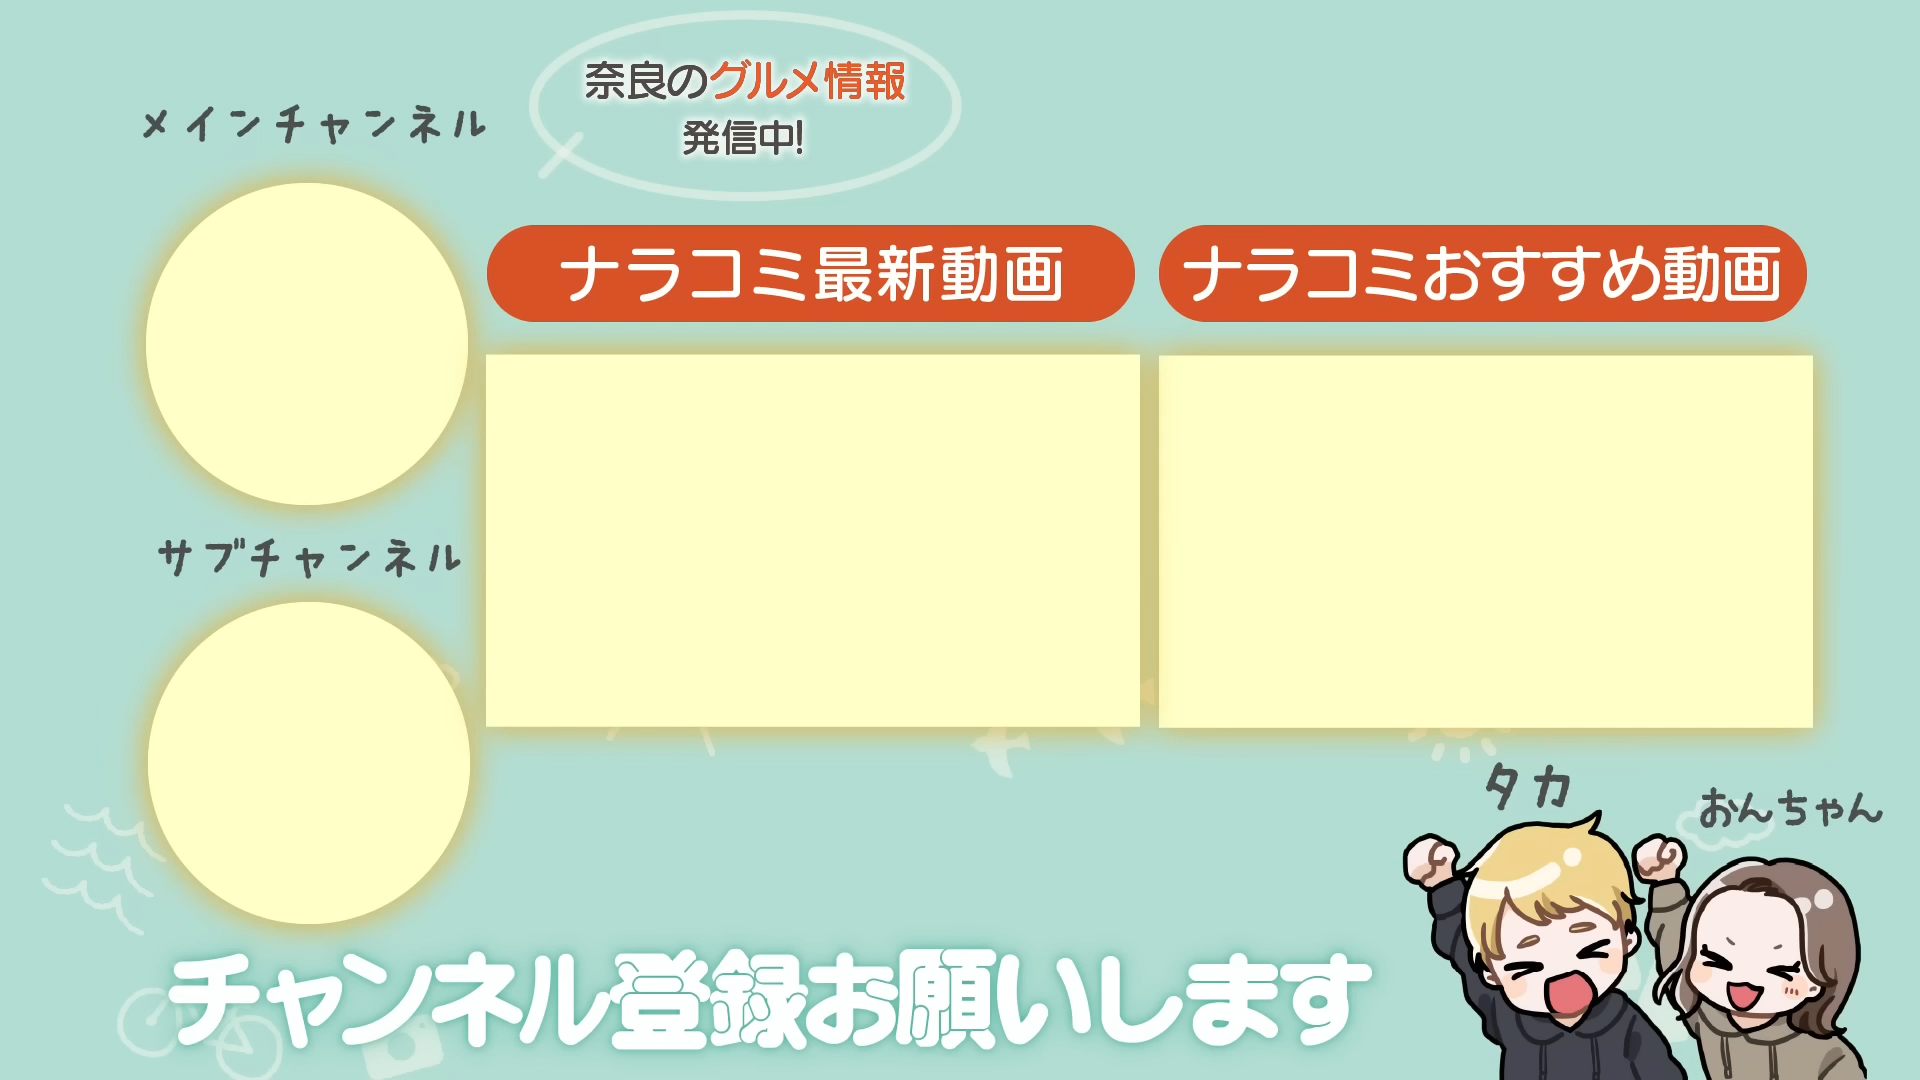 奈良のグルメ情報
発信中!
メインチャンネル
ナラコミ最新動画
ナラコミおすすめ動画
サブチャンネル
タカ
おんちゃん
チャンネル登録お願いします